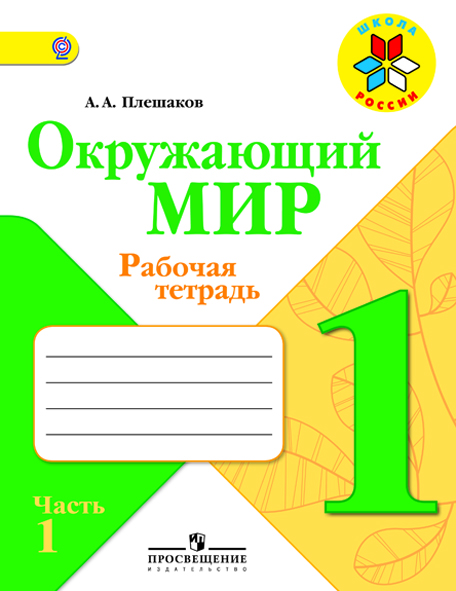 ШКОЛА
РОССИИ
А. А. Плешаков
Окружающий
МИР
Рабочая
тетрадь
1
Часть
1
ПРОСВЕЩЕНИЕ
ИЗДАТЕЛЬСТВО